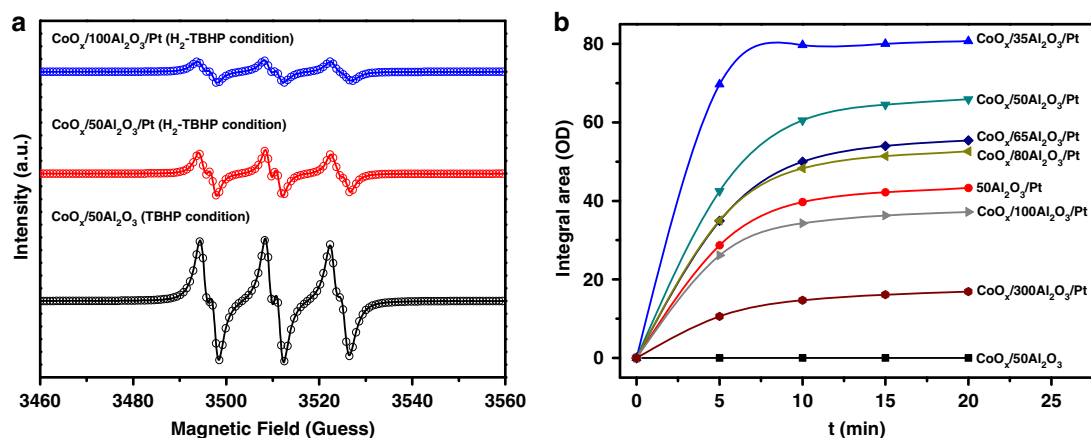 a
CoOₓ/100Al₂O₃/Pt (H₂-TBHP condition)
CoOₓ/50Al₂O₃/Pt (H₂-TBHP condition)
CoOₓ/50Al₂O₃ (TBHP condition)
Intensity (a.u.)
3460 3480 3500 3520 3540 3560
Magnetic Field (Guess)
b
80
60
40
20
0
Integral area (OD)
CoOₓ/35Al₂O₃/Pt
CoOₓ/50Al₂O₃/Pt
CoOₓ/65Al₂O₃/Pt
CoOₓ/80Al₂O₃/Pt
50Al₂O₃/Pt
CoOₓ/100Al₂O₃/Pt
CoOₓ/300Al₂O₃/Pt
CoOₓ/50Al₂O₃
0 5 10 15 20 25
t (min)